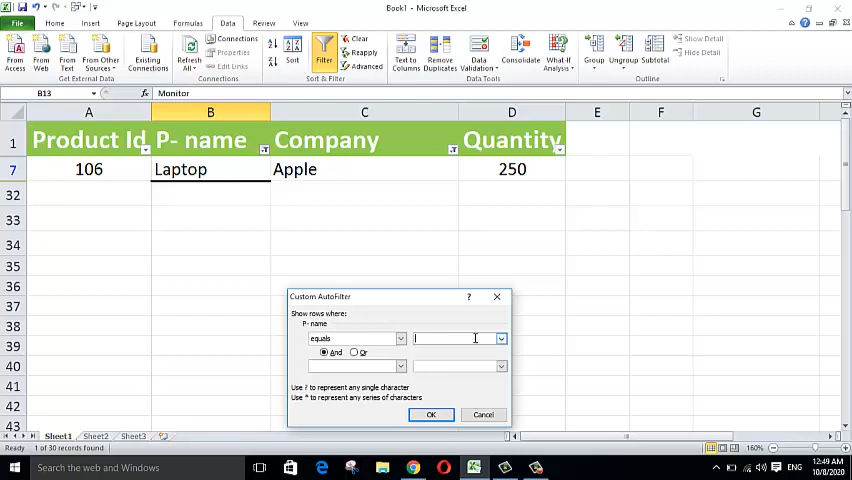 Book1 - Microsoft Excel
File Home Insert Page Layout Formulas Data Review View
From Access
From Web
From Text
From Other Sources
Existing Connections
Get External Data
Refresh All
Connections
Properties
Edit Links
Connections
Sort
Filter
Clear
Reapply
Advanced
Sort & Filter
Text to Columns
Remove Duplicates
Data Validation
Consolidate
What-If Analysis
Data Tools
Group
Ungroup
Subtotal
Show Detail
Hide Detail
Outline
B13 fx Monitor
A B C D E F G
1 Product Id P- name Company Quantity
7 106 Laptop Apple 250
32
33
34
35
36
37
38
39
40
41
42
43
Custom AutoFilter ?
Show rows where:
P- name
equals
And Or
Use ? to represent any single character
Use * to represent any series of characters
OK Cancel
Sheet1 Sheet2 Sheet3
1 of 30 records found 160%
Search the web and Windows
ENG
12:49 AM
10/8/2020